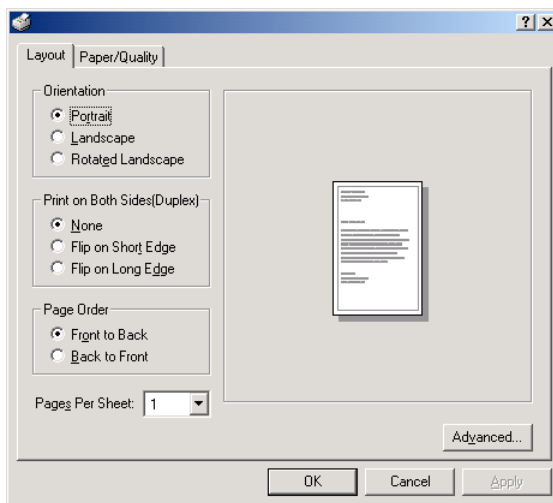 Layout
Paper/Quality
Orientation
Portrait
Landscape
Rotated Landscape
Print on Both Sides(Duplex)
None
Flip on Short Edge
Flip on Long Edge
Page Order
Front to Back
Back to Front
Pages Per Sheet: 1
Advanced...
OK
Cancel
Apply